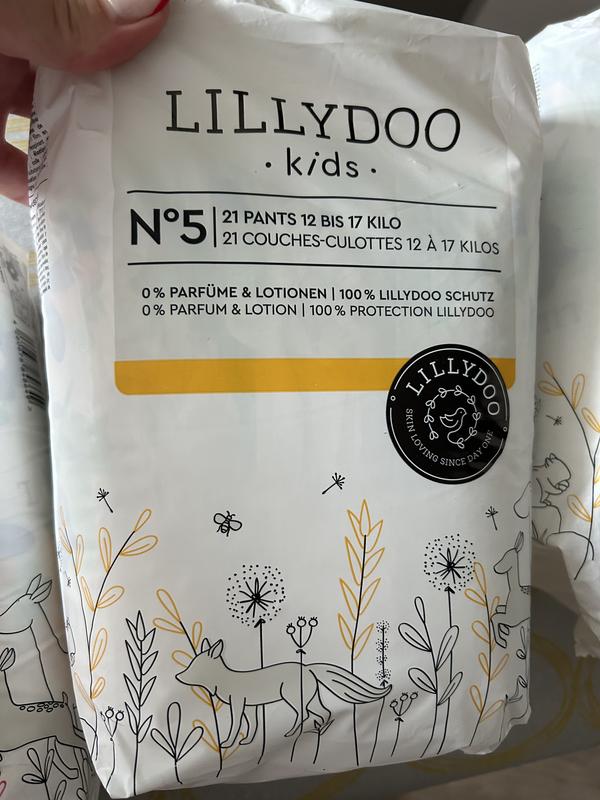 LILLYDOO
· kids ·
Nº5 | 21 PANTS 12 BIS 17 KILO
21 COUCHES-CULOTTES 12 À 17 KILOS
0 % PARFÜME & LOTIONEN | 100 % LILLYDOO SCHUTZ
0 % PARFUM & LOTION | 100 % PROTECTION LILLYDOO
LILLYDOO
SKIN LOVING SINCE DAY ONE